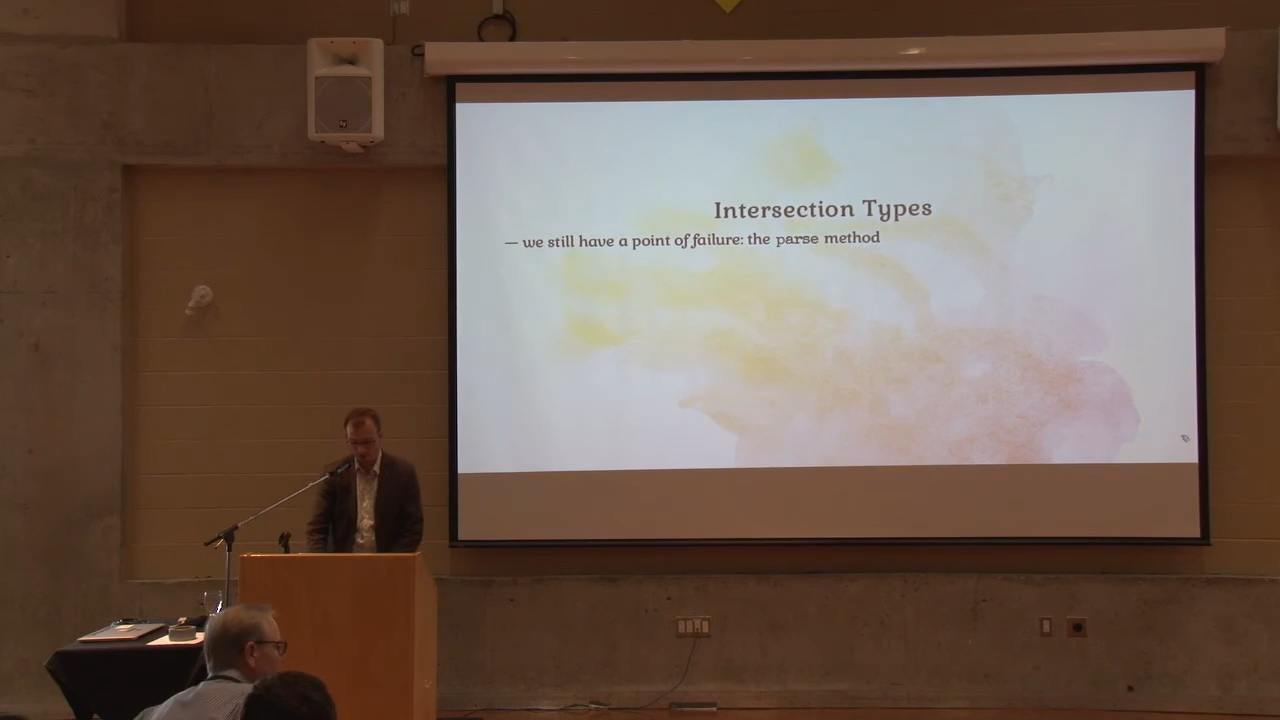 Intersection Types
— we still have a point of failure: the parse method